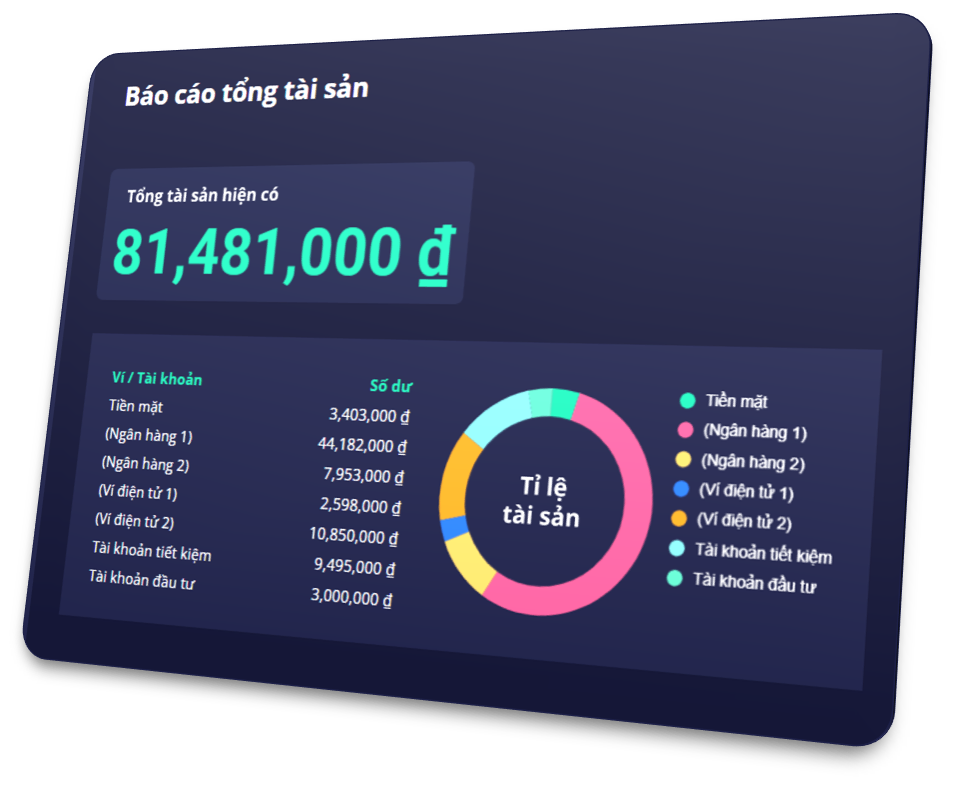 Báo cáo tổng tài sản
Tổng tài sản hiện có
81,481,000 ₫
Ví / Tài khoản Số dư
Tiền mặt 3,403,000 ₫
(Ngân hàng 1) 44,182,000 ₫
(Ngân hàng 2) 7,953,000 ₫
(Ví điện tử 1) 2,598,000 ₫
(Ví điện tử 2) 10,850,000 ₫
Tài khoản tiết kiệm 9,495,000 ₫
Tài khoản đầu tư 3,000,000 ₫
Tỉ lệ
tài sản
Tiền mặt
(Ngân hàng 1)
(Ngân hàng 2)
(Ví điện tử 1)
(Ví điện tử 2)
Tài khoản tiết kiệm
Tài khoản đầu tư